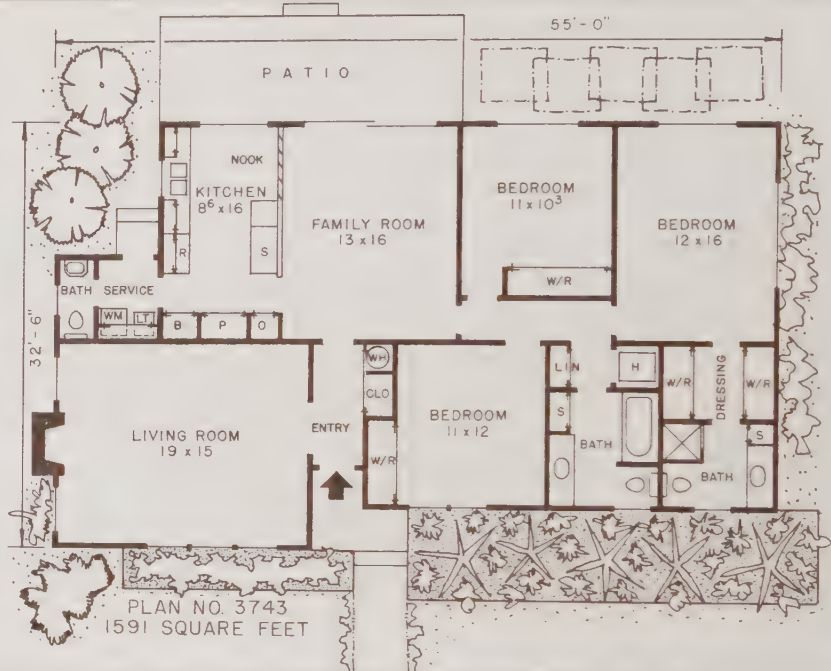 55'-0"
PATIO
NOOK
KITCHEN
8⁶ x 16
R
S
FAMILY ROOM
13 x 16
BEDROOM
11 x 10³
W/R
BEDROOM
12 x 16
BATH
SERVICE
WM
LT
B
P
O
32'-6"
LIVING ROOM
19 x 15
ENTRY
WH
CLO
W/R
BEDROOM
11 x 12
LIN
S
H
BATH
W/R
DRESSING
W/R
S
BATH
PLAN NO. 3743
1591 SQUARE FEET